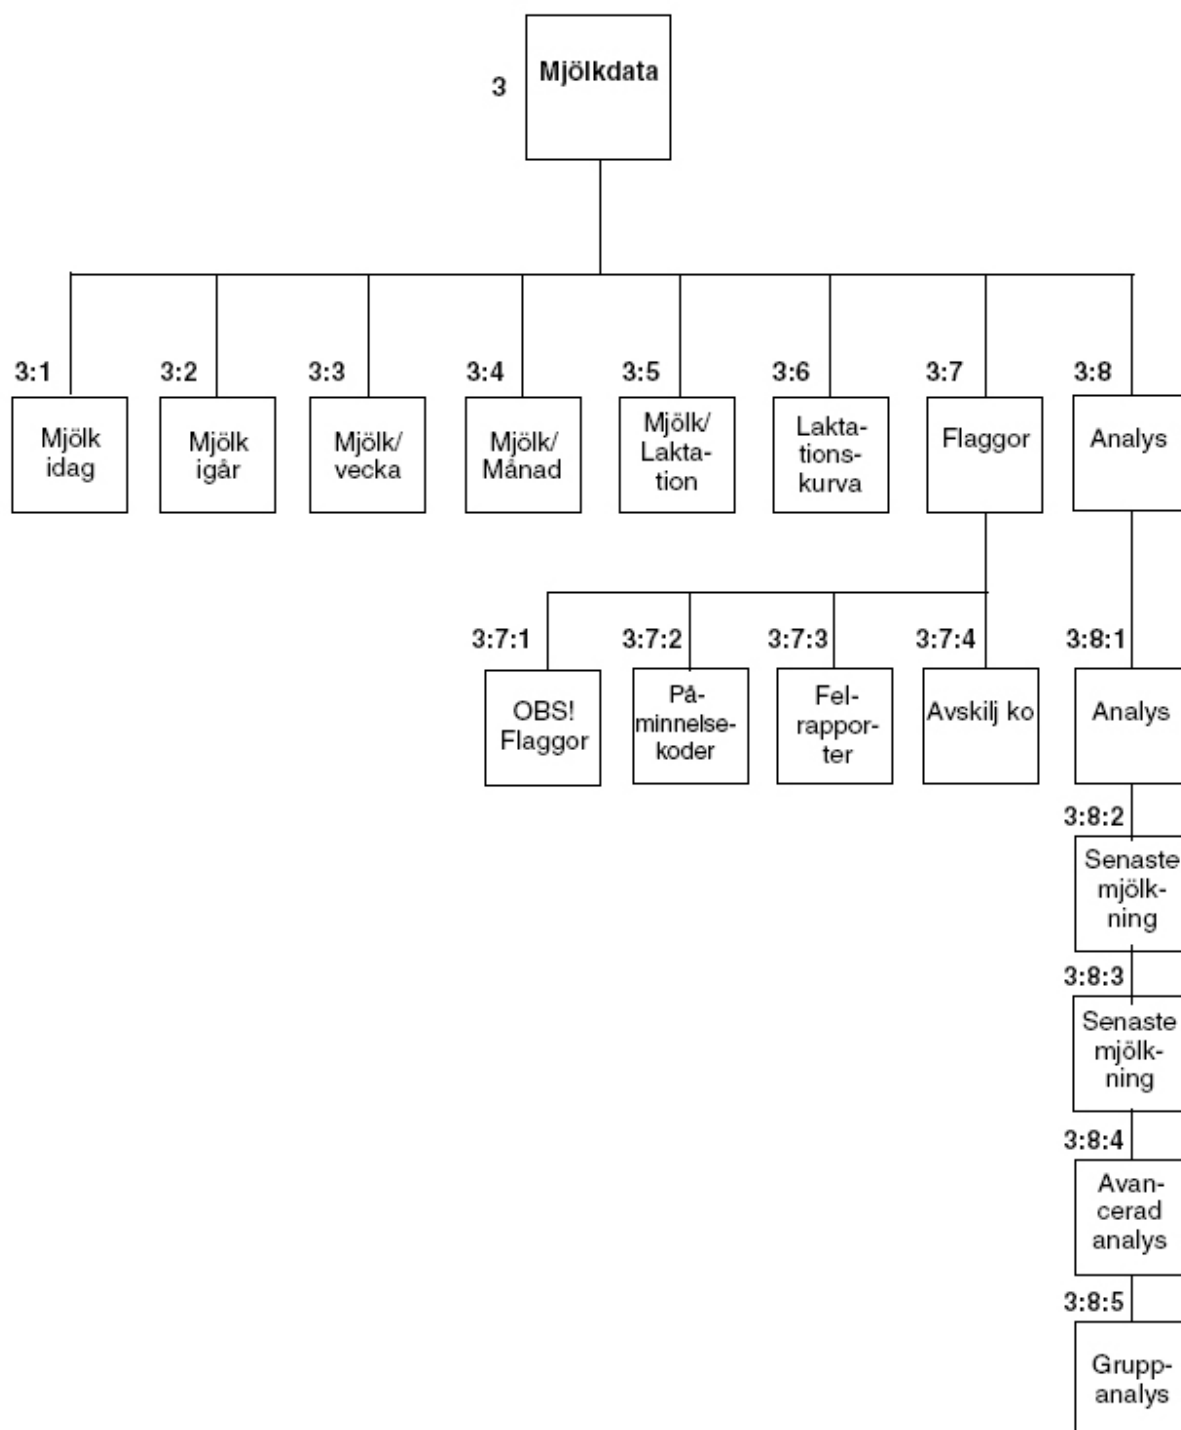 3
Mjölkdata
3:1
3:2
3:3
3:4
3:5
3:6
3:7
3:8
Mjölk
idag
Mjölk
igår
Mjölk/
vecka
Mjölk/
Månad
Mjölk/
Lakta-
tion
Lakta-
tions-
kurva
Flaggor
Analys
3:7:1
3:7:2
3:7:3
3:7:4
3:8:1
OBS!
Flaggor
På-
minnelse-
koder
Fel-
rappor-
ter
Avskilj ko
Analys
3:8:2
Senaste
mjölk-
ning
3:8:3
Senaste
mjölk-
ning
3:8:4
Avan-
cerad
analys
3:8:5
Grupp-
analys